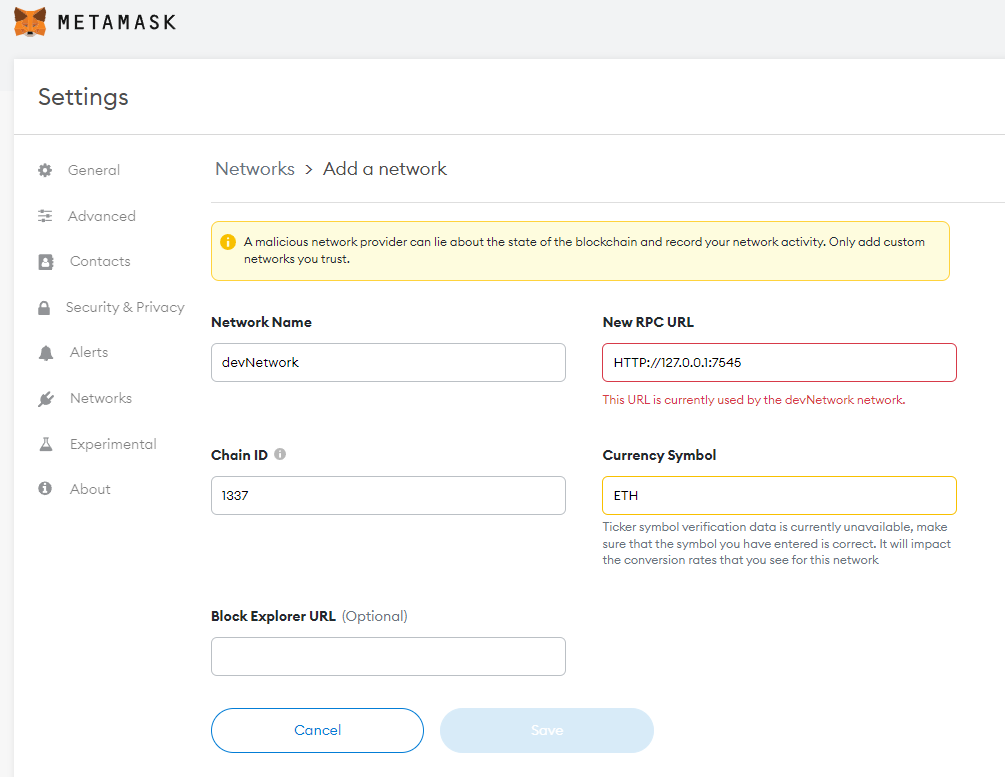 METAMASK
Settings
General
Advanced
Contacts
Security & Privacy
Alerts
Networks
Experimental
About
Networks > Add a network
A malicious network provider can lie about the state of the blockchain and record your network activity. Only add custom
networks you trust.
Network Name
devNetwork
New RPC URL
HTTP://127.0.0.1:7545
This URL is currently used by the devNetwork network.
Chain ID
1337
Currency Symbol
ETH
Ticker symbol verification data is currently unavailable, make
sure that the symbol you have entered is correct. It will impact
the conversion rates that you see for this network
Block Explorer URL (Optional)
Cancel
Save